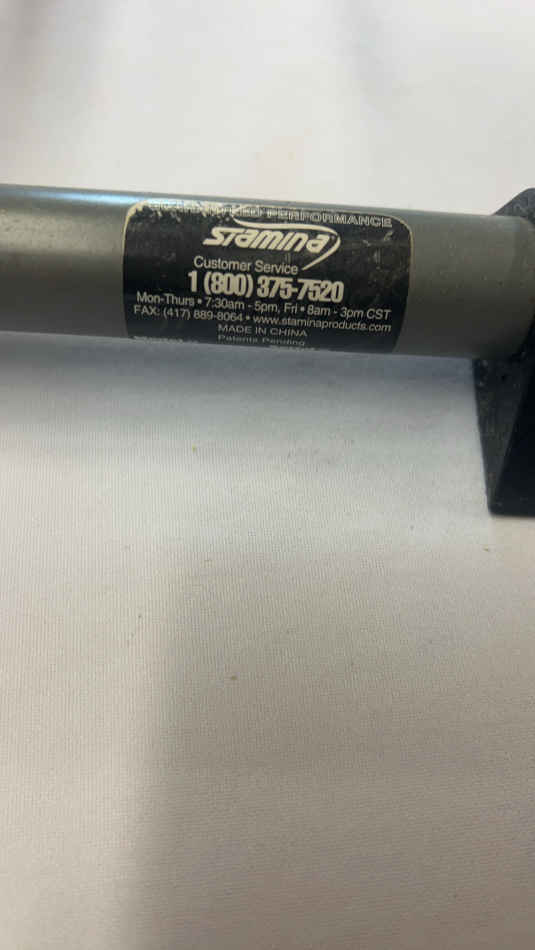 PERFORMANCE
STAMINA
Customer Service
1 (800) 375-7520
Mon-Thurs • 7:30am - 5pm, Fri • 8am - 3pm CST
FAX: (417) 889-8064 • www.staminaproducts.com
MADE IN CHINA
Patents Pending